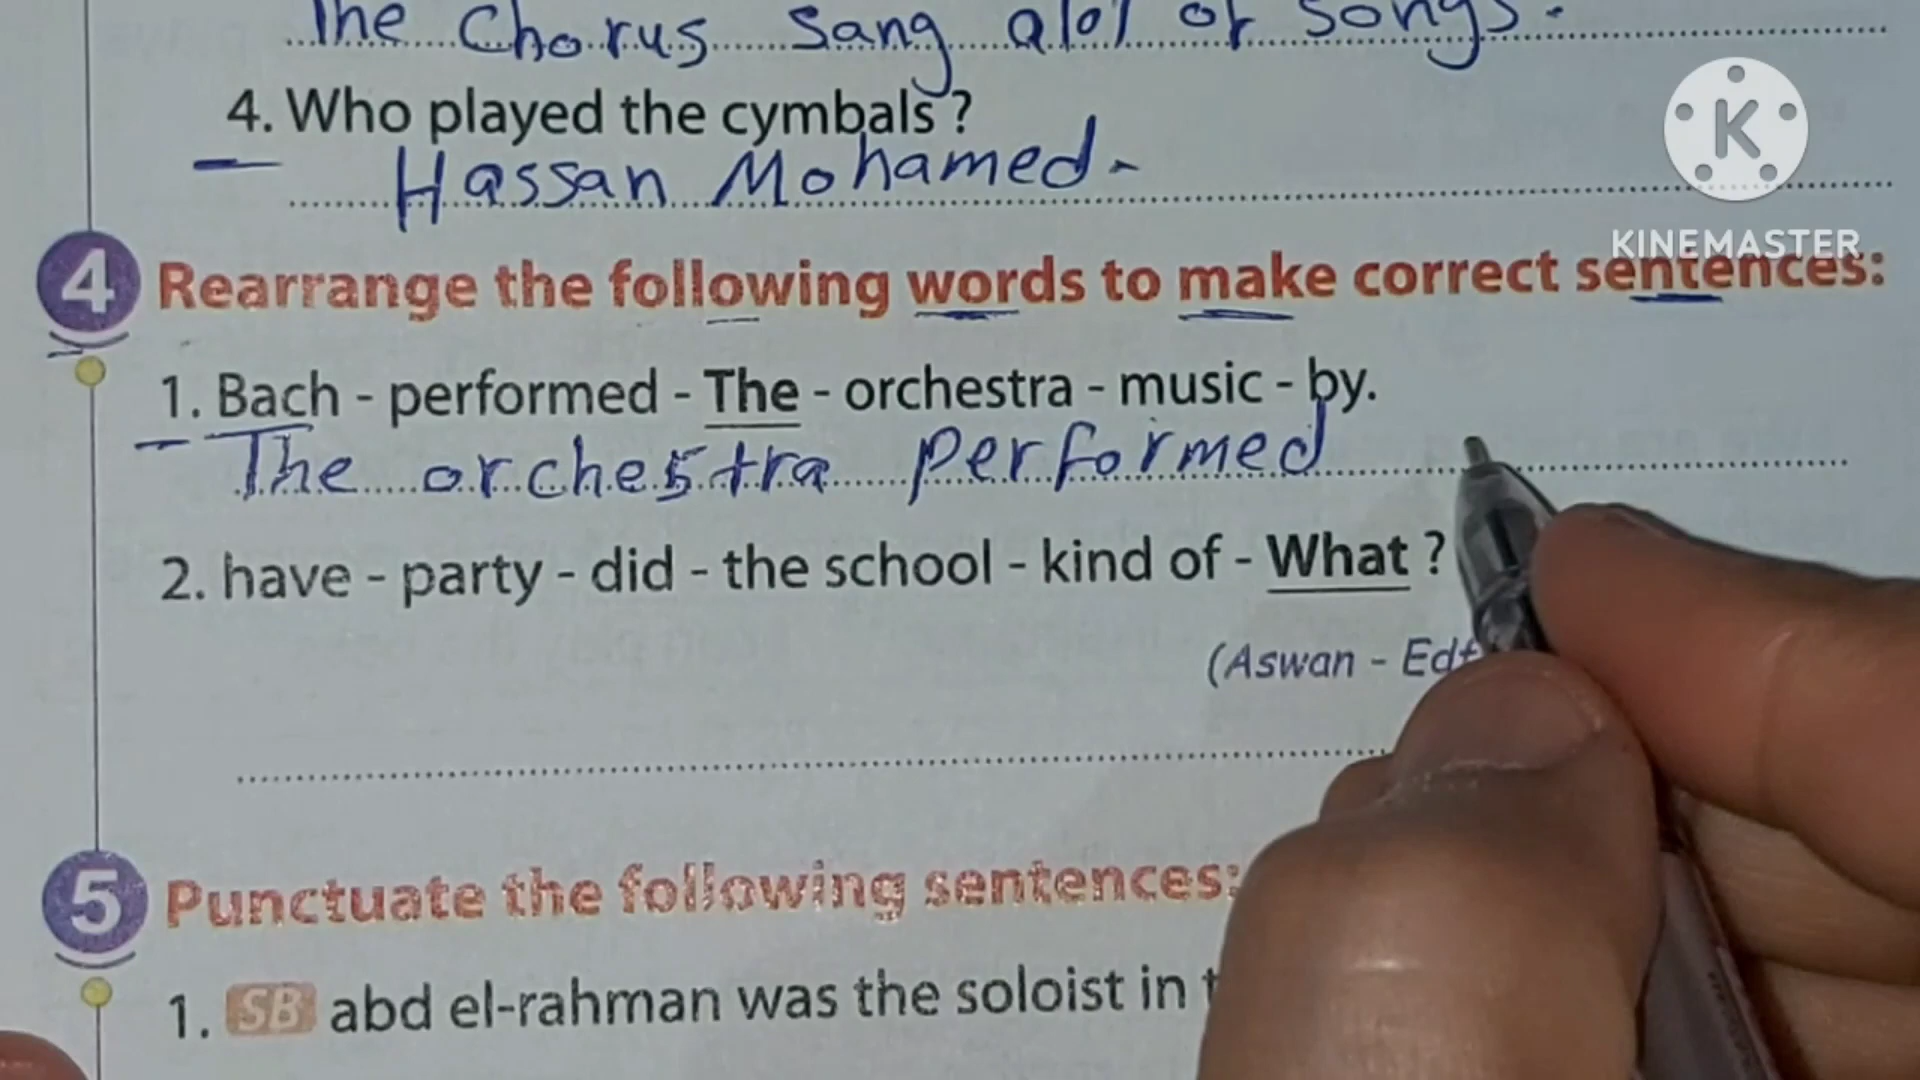 The Chorus sang alot of songs.
4. Who played the cymbals ?
Hassan Mohamed.
KINEMASTER
4 Rearrange the following words to make correct sentences:
1. Bach - performed - The - orchestra - music - by.
The orchestra performed
2. have - party - did - the school - kind of - What ?
(Aswan -
5 Punctuate the following sentences:
1. SB abd el-rahman was the soloist in